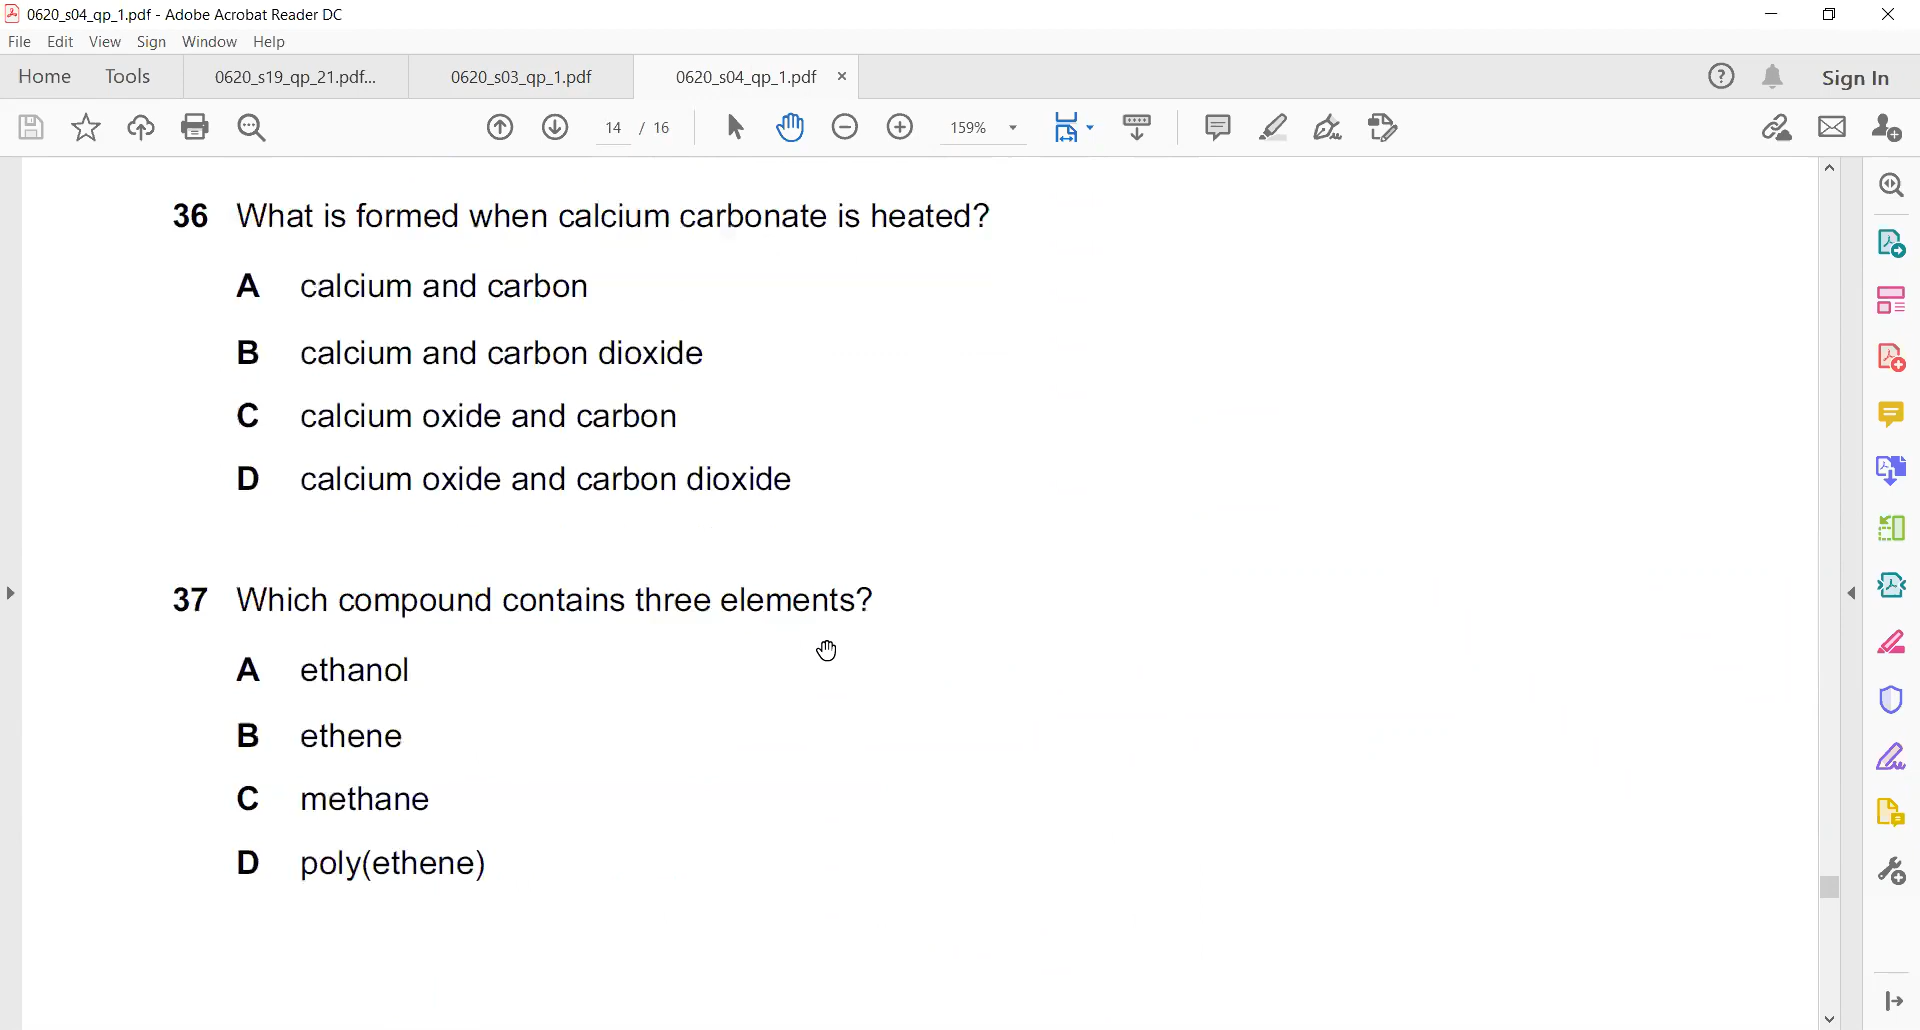 0620_s04_qp_1.pdf - Adobe Acrobat Reader DC
File Edit View Sign Window Help
Home Tools 0620_s19_qp_21.pdf... 0620_s03_qp_1.pdf 0620_s04_qp_1.pdf × ? Sign In
14 / 16 159%
36 What is formed when calcium carbonate is heated?
A calcium and carbon
B calcium and carbon dioxide
C calcium oxide and carbon
D calcium oxide and carbon dioxide
37 Which compound contains three elements?
A ethanol
B ethene
C methane
D poly(ethene)